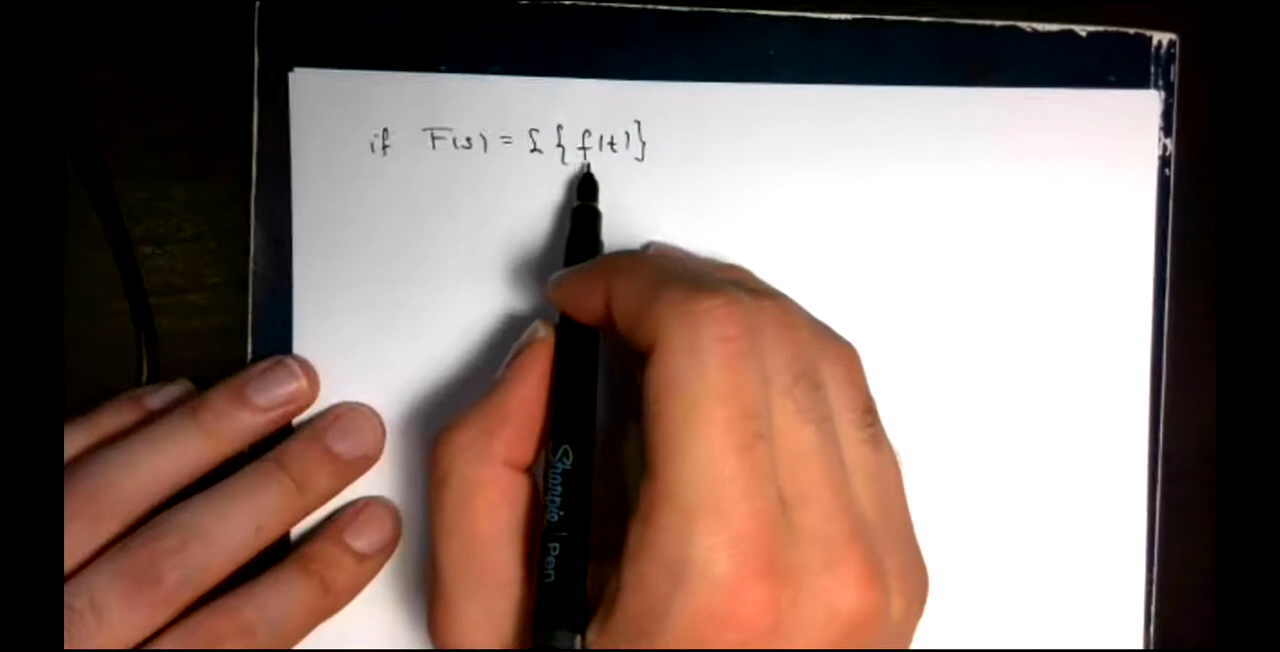 if F(s) = ℒ{f(t)}
Sharpie | Pen